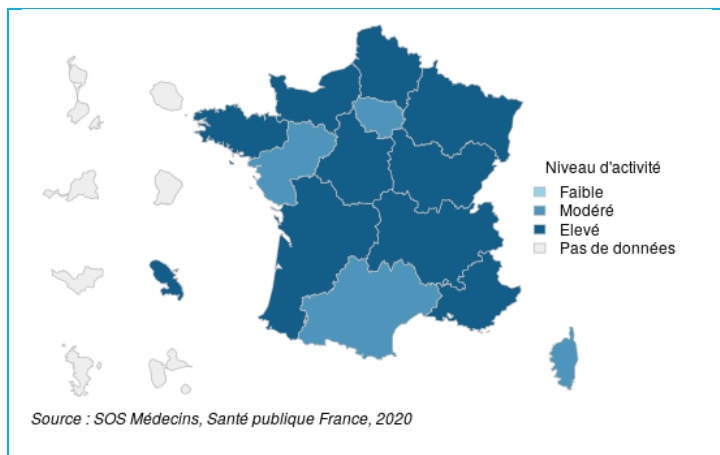 Niveau d'activité
Faible
Modéré
Elevé
Pas de données
Source : SOS Médecins, Santé publique France, 2020